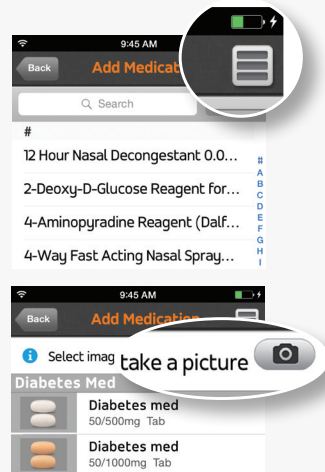 9:45 AM
Back
Add Medicat
Search
#
12 Hour Nasal Decongestant 0.0...
2-Deoxy-D-Glucose Reagent for...
4-Aminopyradine Reagent (Dalf...
4-Way Fast Acting Nasal Spray...
#
A
B
C
D
E
F
G
H
I
9:45 AM
Back
Add Medication
Select imag
take a picture
Diabetes Med
Diabetes med
50/500mg Tab
Diabetes med
50/1000mg Tab